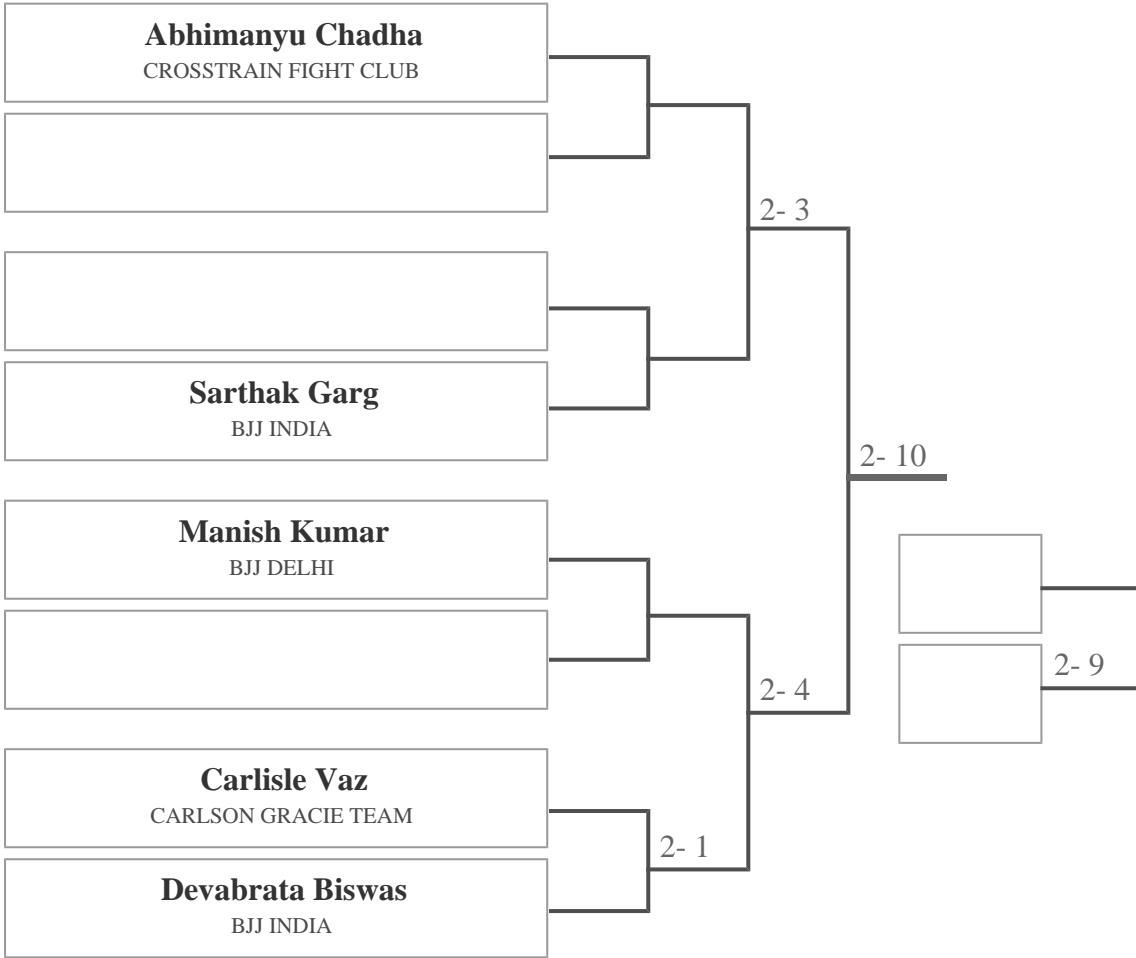 Abhimanyu Chadha
CROSSTRAIN FIGHT CLUB
2- 3
Sarthak Garg
BJJ INDIA
2- 10
Manish Kumar
BJJ DELHI
2- 9
2- 4
Carlisle Vaz
CARLSON GRACIE TEAM
2- 1
Devabrata Biswas
BJJ INDIA